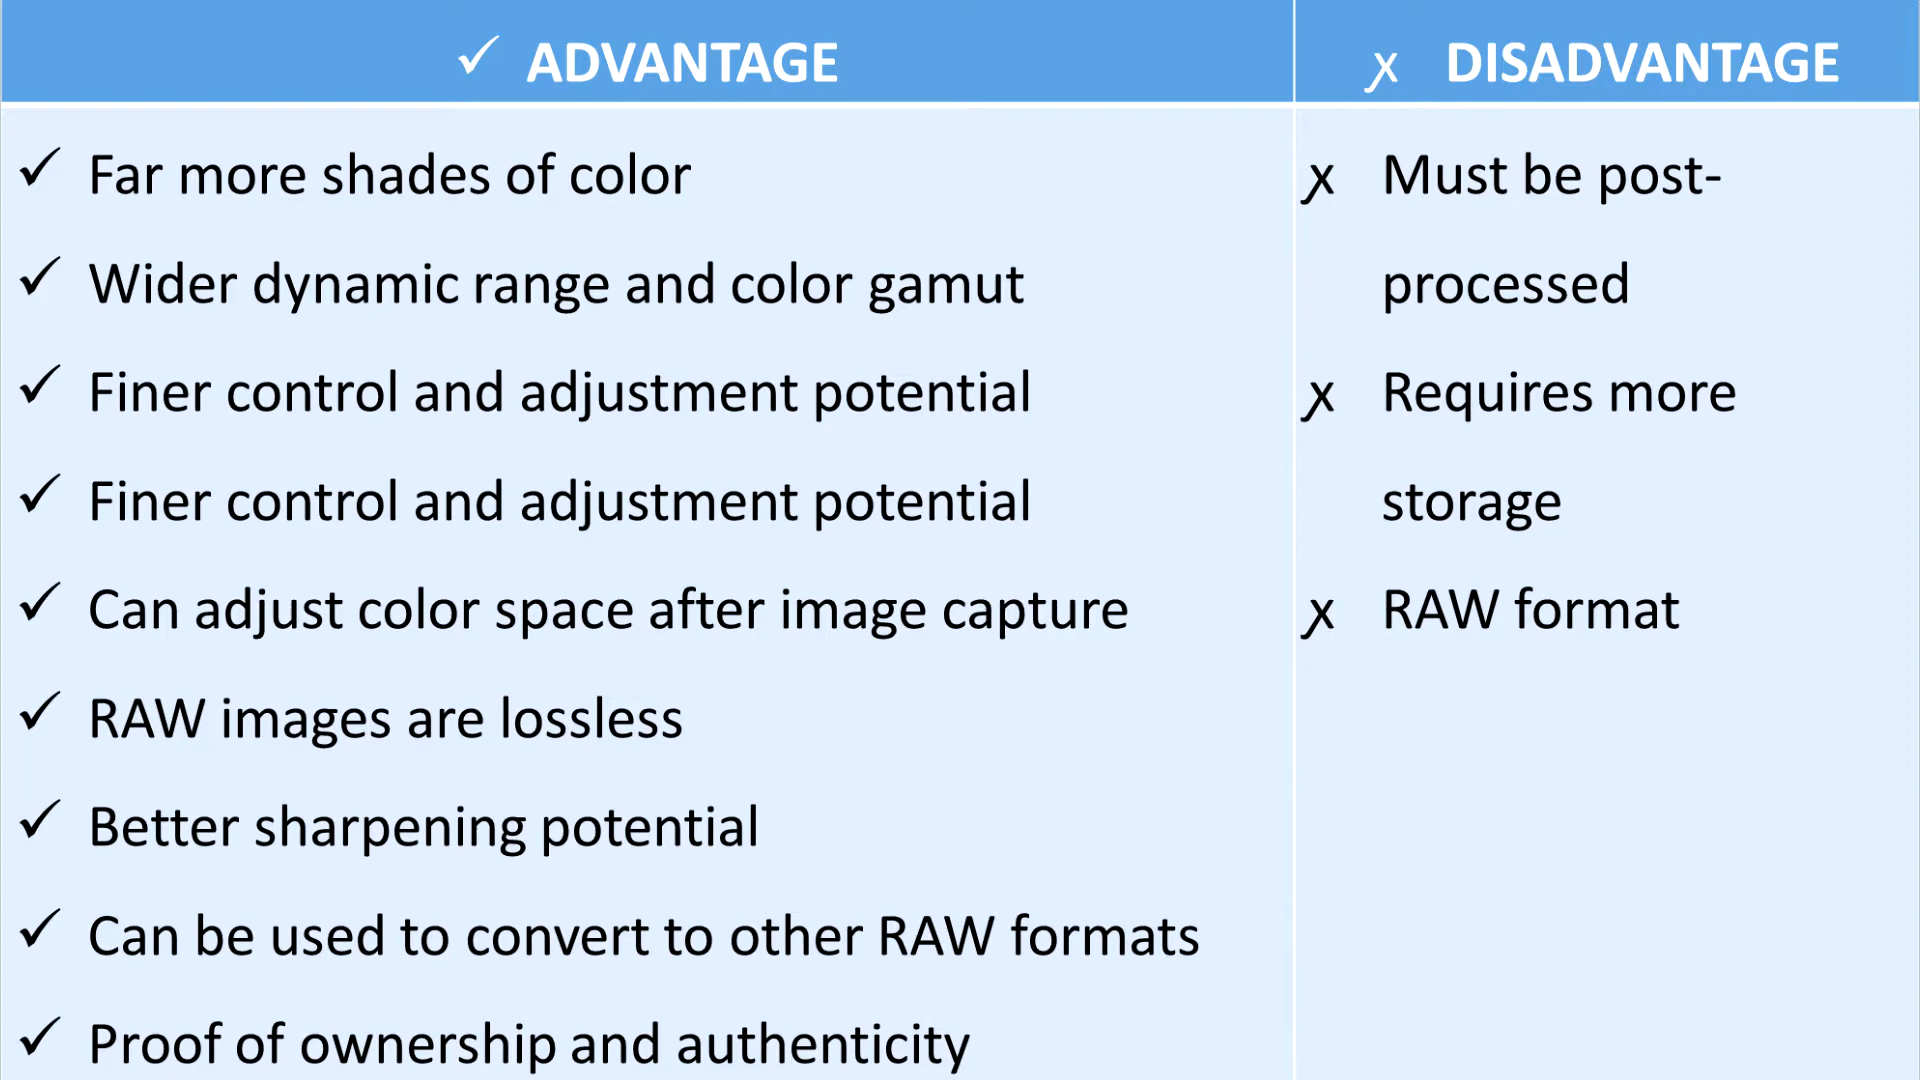 ✓ ADVANTAGE
✓ Far more shades of color
✓ Wider dynamic range and color gamut
✓ Finer control and adjustment potential
✓ Finer control and adjustment potential
✓ Can adjust color space after image capture
✓ RAW images are lossless
✓ Better sharpening potential
✓ Can be used to convert to other RAW formats
✓ Proof of ownership and authenticity
x DISADVANTAGE
x Must be post-
processed
x Requires more
storage
x RAW format